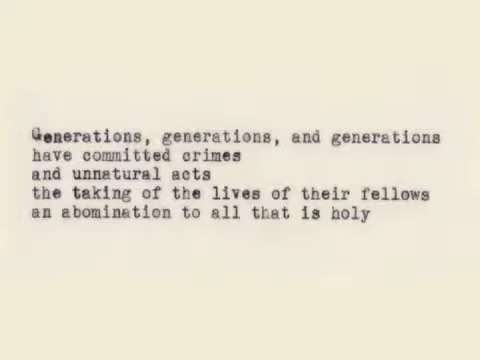 Generations, generations, and generations
have committed crimes
and unnatural acts
the taking of the lives of their fellows
an abomination to all that is holy